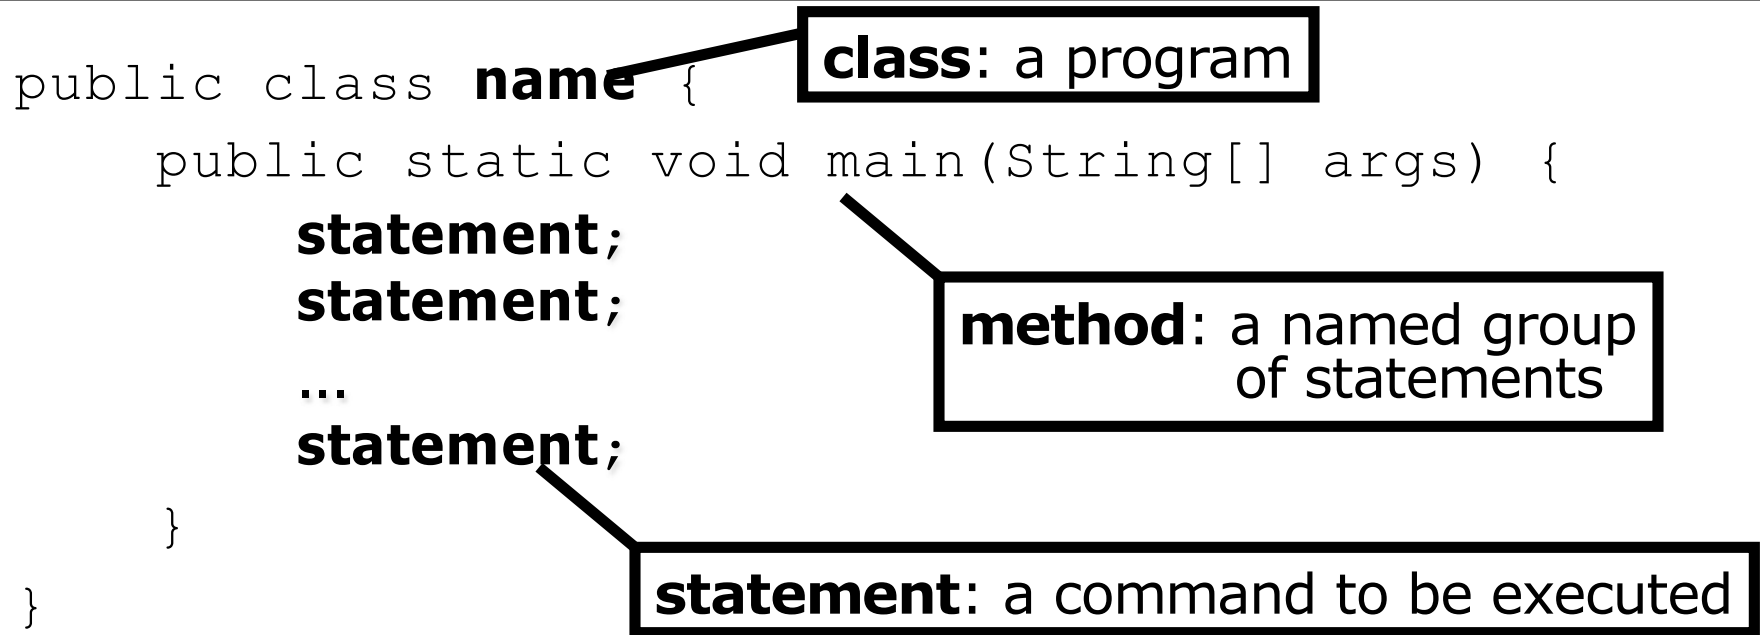 class: a program
public class name {
public static void main(String[] args) {
statement;
statement;
method: a named group
of statements
...
statement;
}
statement: a command to be executed
}